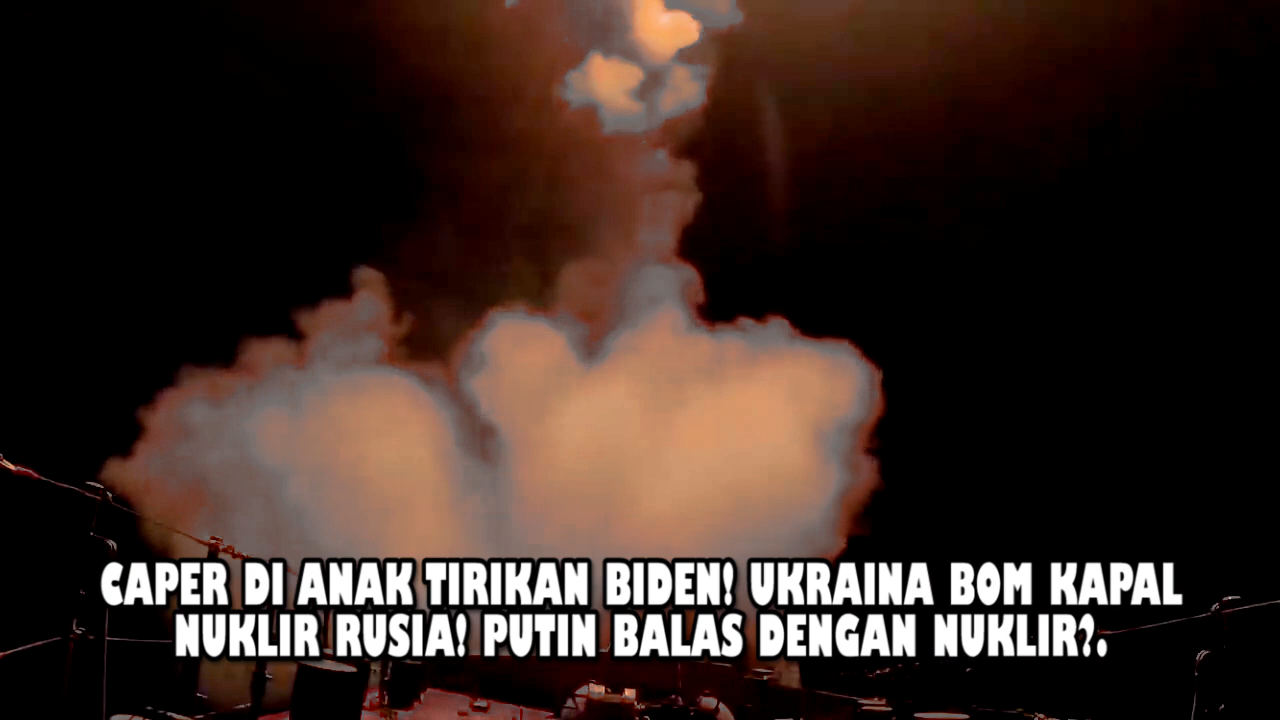 CAPER DI ANAK TIRIKAN BIDEN! UKRAINA BOM KAPAL
NUKLIR RUSIA! PUTIN BALAS DENGAN NUKLIR?.